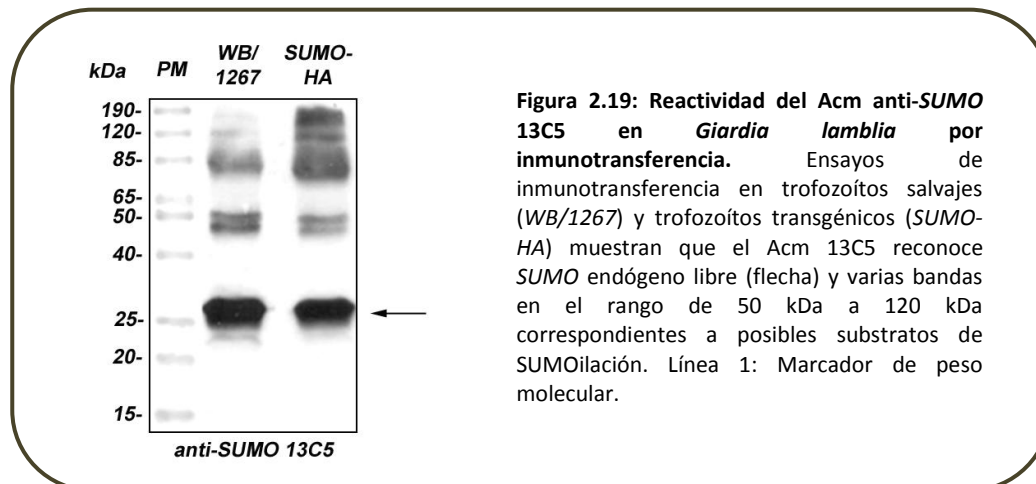 WB/ SUMO-
kDa PM 1267 HA
190-
120-
85-
65-
50-
40-
25-
20-
15-
anti-SUMO 13C5
Figura 2.19: Reactividad del Acm anti-SUMO
13C5 en Giardia lamblia por
inmunotransferencia. Ensayos de
inmunotransferencia en trofozoítos salvajes
(WB/1267) y trofozoítos transgénicos (SUMO-
HA) muestran que el Acm 13C5 reconoce
SUMO endógeno libre (flecha) y varias bandas
en el rango de 50 kDa a 120 kDa
correspondientes a posibles substratos de
SUMOilación. Línea 1: Marcador de peso
molecular.